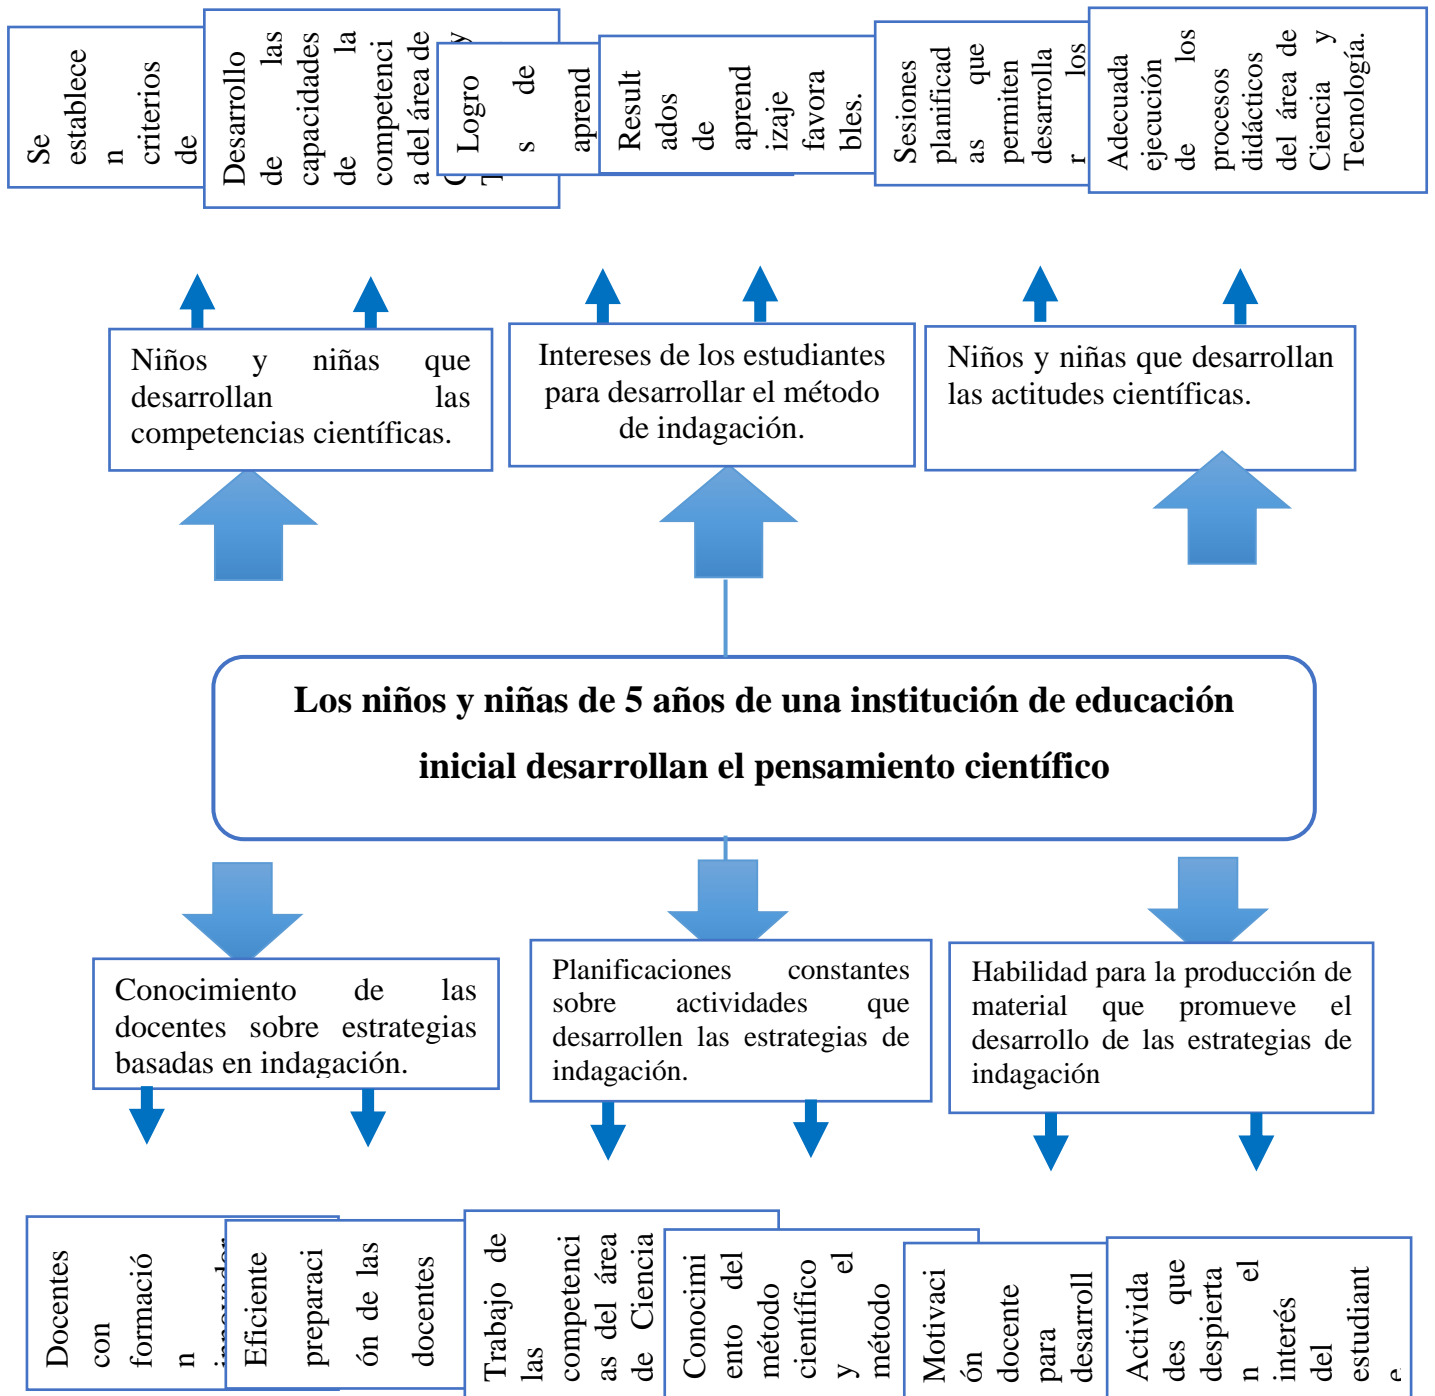 Se
establece
n criterios
de
Desarrollo
de las
capacidades
de la
competenci
a del área de
Logro
s de
aprend
Result
ados
de
aprend
izaje
favora
bles.
Sesiones
planificad
as que
permiten
desarrolla
r los
Adecuada
ejecución
de los
procesos
didácticos
del área de
Ciencia y
Tecnología.
Niños y niñas que
desarrollan las
competencias científicas.
Intereses de los estudiantes
para desarrollar el método
de indagación.
Niños y niñas que desarrollan
las actitudes científicas.
Los niños y niñas de 5 años de una institución de educación
inicial desarrollan el pensamiento científico
Conocimiento de las
docentes sobre estrategias
basadas en indagación.
Planificaciones constantes
sobre actividades que
desarrollen las estrategias de
indagación.
Habilidad para la producción de
material que promueve el
desarrollo de las estrategias de
indagación
Docentes
con
formació
n
Eficiente
preparaci
ón de las
docentes
Trabajo de
las
competenci
as del área
de Ciencia
Conocimi
ento del
método
científico
y el
método
Motivaci
ón
docente
para
desarroll
Activida
des que
despierta
n el
interés
del
estudiant
e